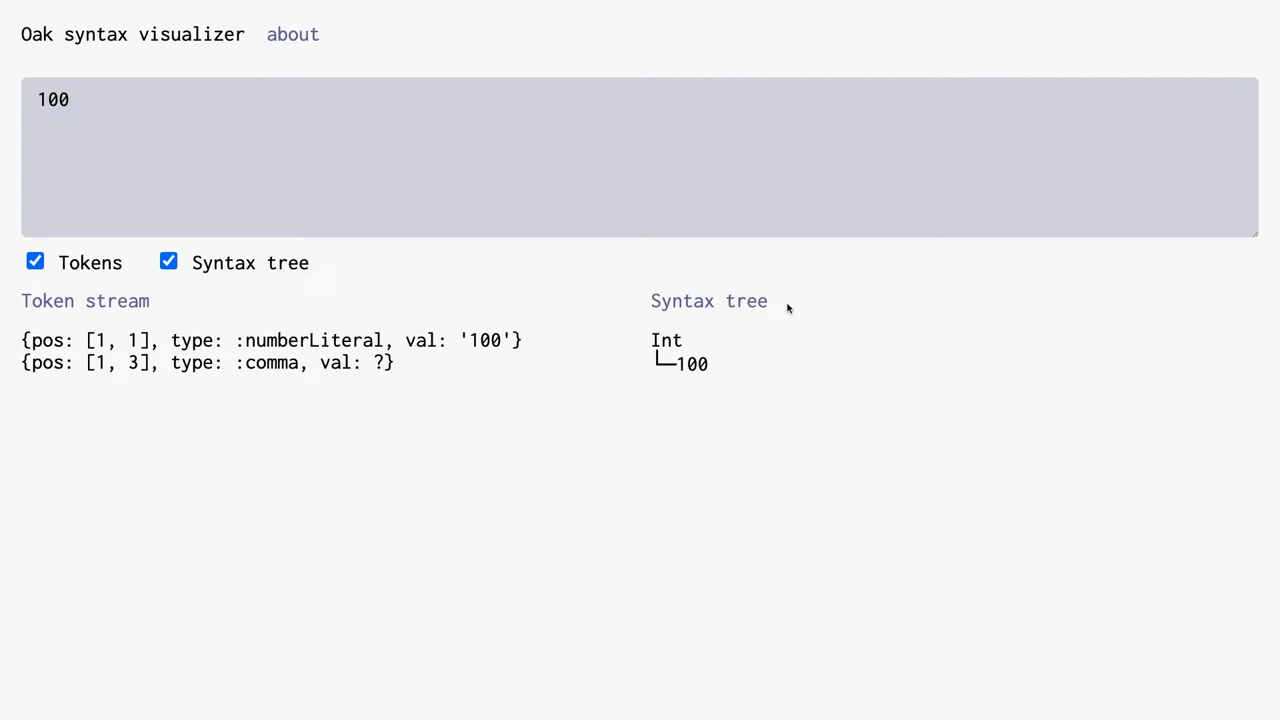 Oak syntax visualizer about
100
Tokens
Syntax tree
Token stream
{pos: [1, 1], type: :numberLiteral, val: '100'}
{pos: [1, 3], type: :comma, val: ?}
Syntax tree
Int
└─100